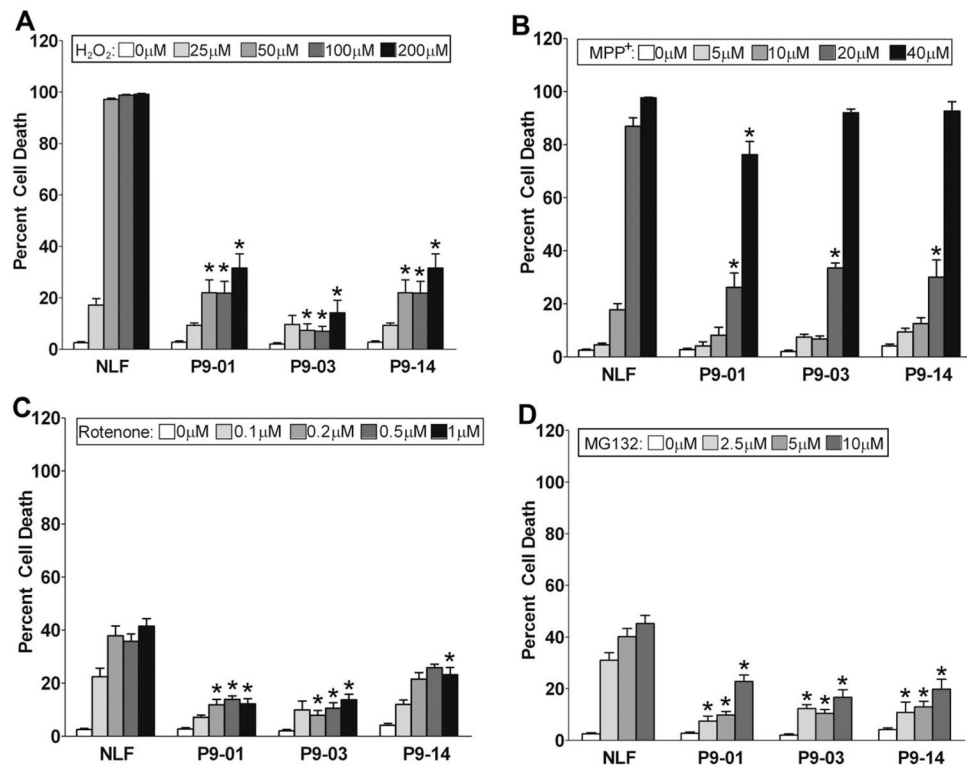 A
H₂O₂: 0µM 25µM 50µM 100µM 200µM
Percent Cell Death
120
100
80
60
40
20
0
* * *
* * *
* * *
NLF P9-01 P9-03 P9-14
B
MPP⁺: 0µM 5µM 10µM 20µM 40µM
Percent Cell Death
120
100
80
60
40
20
0
* *
*
*
NLF P9-01 P9-03 P9-14
C
Rotenone: 0µM 0.1µM 0.2µM 0.5µM 1µM
Percent Cell Death
120
100
80
60
40
20
0
* * *
* * *
*
NLF P9-01 P9-03 P9-14
D
MG132: 0µM 2.5µM 5µM 10µM
Percent Cell Death
120
100
80
60
40
20
0
* * *
* * *
* * *
NLF P9-01 P9-03 P9-14